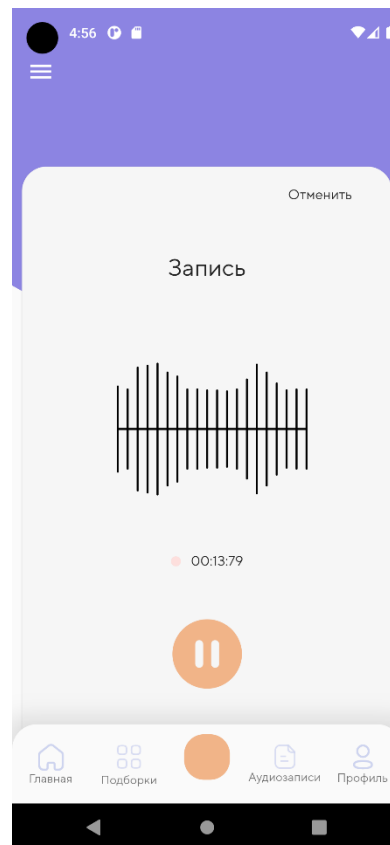 4:56
Отменить
Запись
00:13:79
Главная
Подборки
Аудиозаписи
Профиль